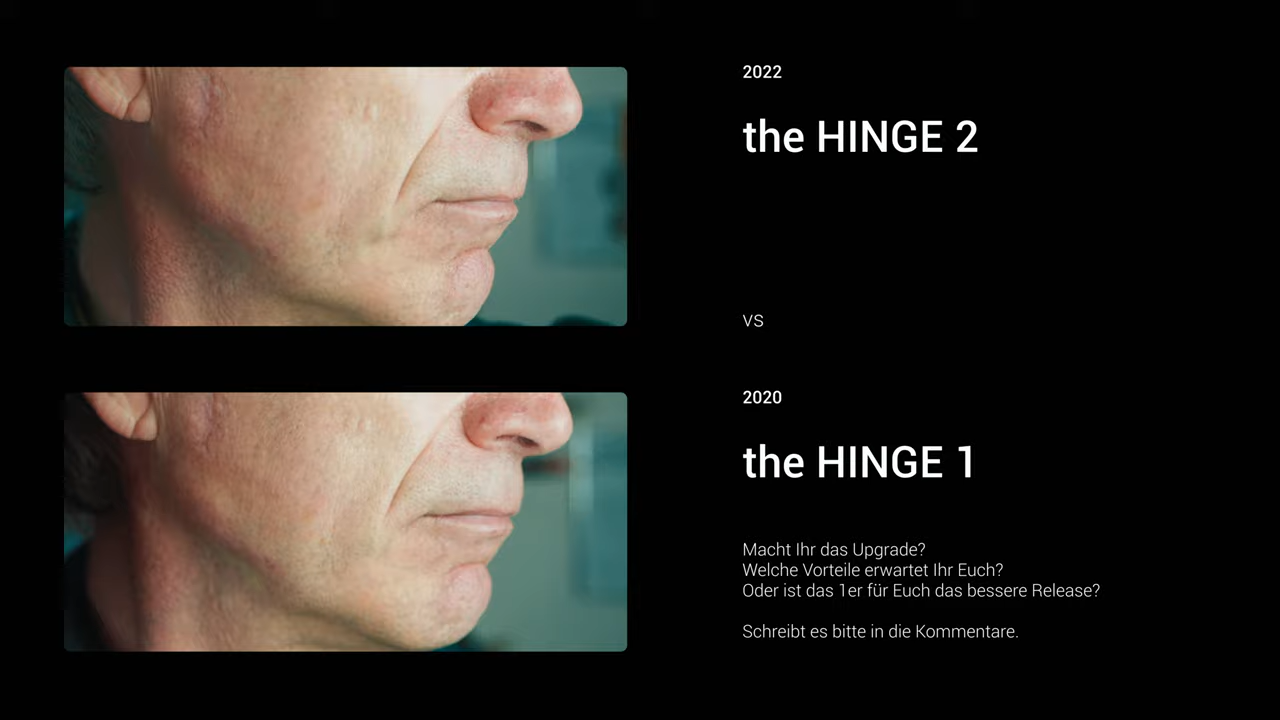 2022
the HINGE 2
VS
2020
the HINGE 1
Macht Ihr das Upgrade?
Welche Vorteile erwartet Ihr Euch?
Oder ist das 1er für Euch das bessere Release?
Schreibt es bitte in die Kommentare.